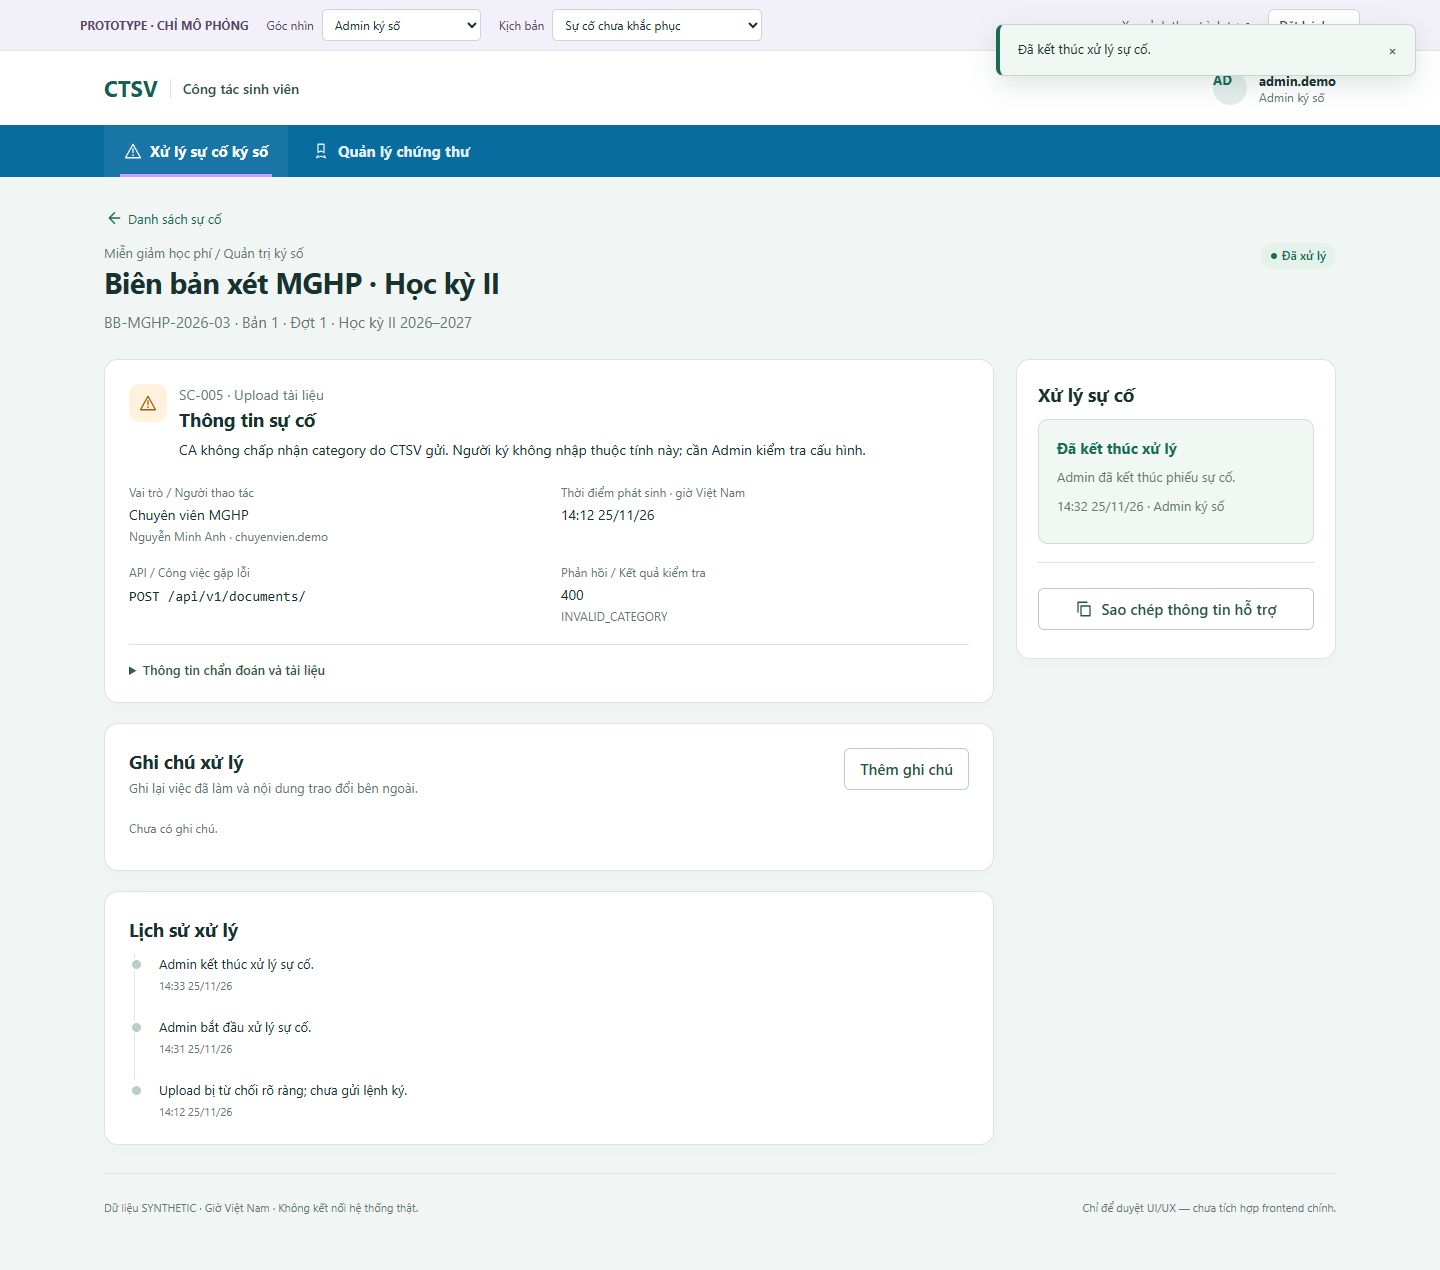 PROTOTYPE · CHỈ MÔ PHỎNG
Góc nhìn
Admin ký số
Kịch bản
Sự cố chưa khắc phục
Đã kết thúc xử lý sự cố.
×
CTSV
Công tác sinh viên
AD
admin.demo
Admin ký số
Xử lý sự cố ký số
Quản lý chứng thư
Danh sách sự cố
Miễn giảm học phí / Quản trị ký số
Biên bản xét MGHP · Học kỳ II
Đã xử lý
BB-MGHP-2026-03 · Bản 1 · Đợt 1 · Học kỳ II 2026–2027
SC-005 · Upload tài liệu
Thông tin sự cố
CA không chấp nhận category do CTSV gửi. Người ký không nhập thuộc tính này; cần Admin kiểm tra cấu hình.
Vai trò / Người thao tác
Chuyên viên MGHP
Nguyễn Minh Anh · chuyenvien.demo
Thời điểm phát sinh · giờ Việt Nam
14:12 25/11/26
API / Công việc gặp lỗi
POST /api/v1/documents/
Phản hồi / Kết quả kiểm tra
400
INVALID_CATEGORY
Thông tin chẩn đoán và tài liệu
Xử lý sự cố
Đã kết thúc xử lý
Admin đã kết thúc phiếu sự cố.
14:32 25/11/26 · Admin ký số
Sao chép thông tin hỗ trợ
Ghi chú xử lý
Ghi lại việc đã làm và nội dung trao đổi bên ngoài.
Thêm ghi chú
Chưa có ghi chú.
Lịch sử xử lý
Admin kết thúc xử lý sự cố.
14:33 25/11/26
Admin bắt đầu xử lý sự cố.
14:31 25/11/26
Upload bị từ chối rõ ràng; chưa gửi lệnh ký.
14:12 25/11/26
Dữ liệu SYNTHETIC · Giờ Việt Nam · Không kết nối hệ thống thật.
Chỉ để duyệt UI/UX — chưa tích hợp frontend chính.